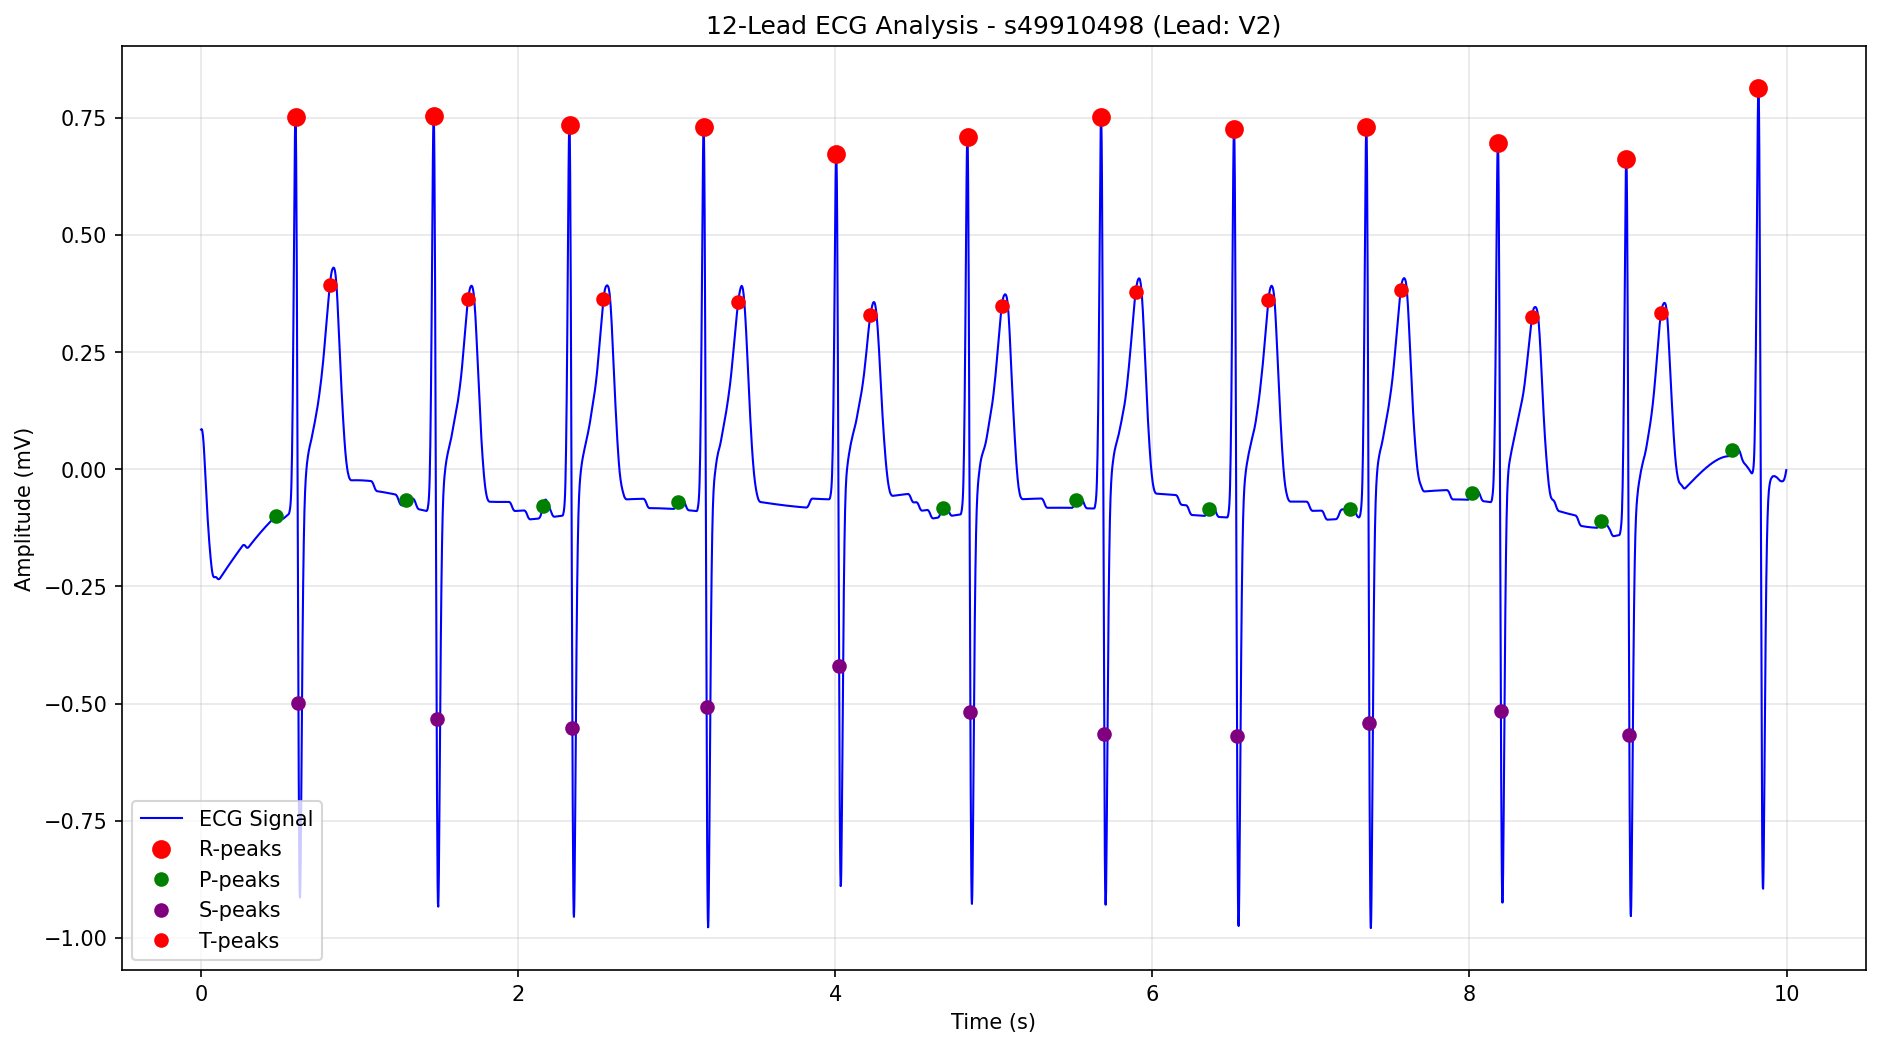 12-Lead ECG Analysis - s49910498 (Lead: V2)
Amplitude (mV)
0.75
0.50
0.25
0.00
−0.25
−0.50
−0.75
−1.00
ECG Signal
R-peaks
P-peaks
S-peaks
T-peaks
0 2 4 6 8 10
Time (s)